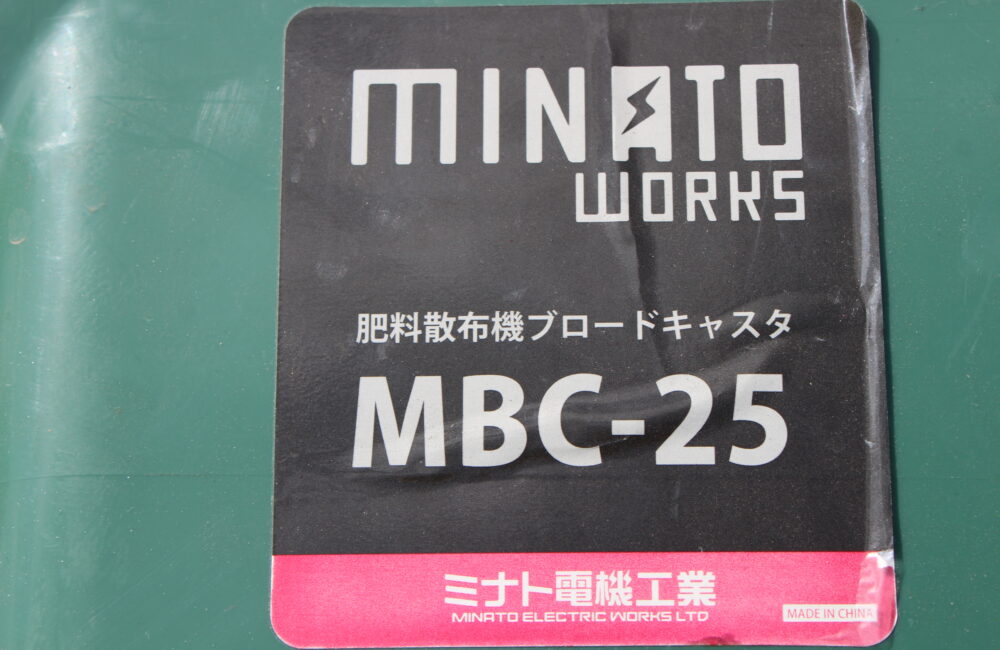 MINATO
WORKS
肥料散布機ブロードキャスタ
MBC-25
ミナト電機工業
MINATO ELECTRIC WORKS LTD
MADE IN CHINA